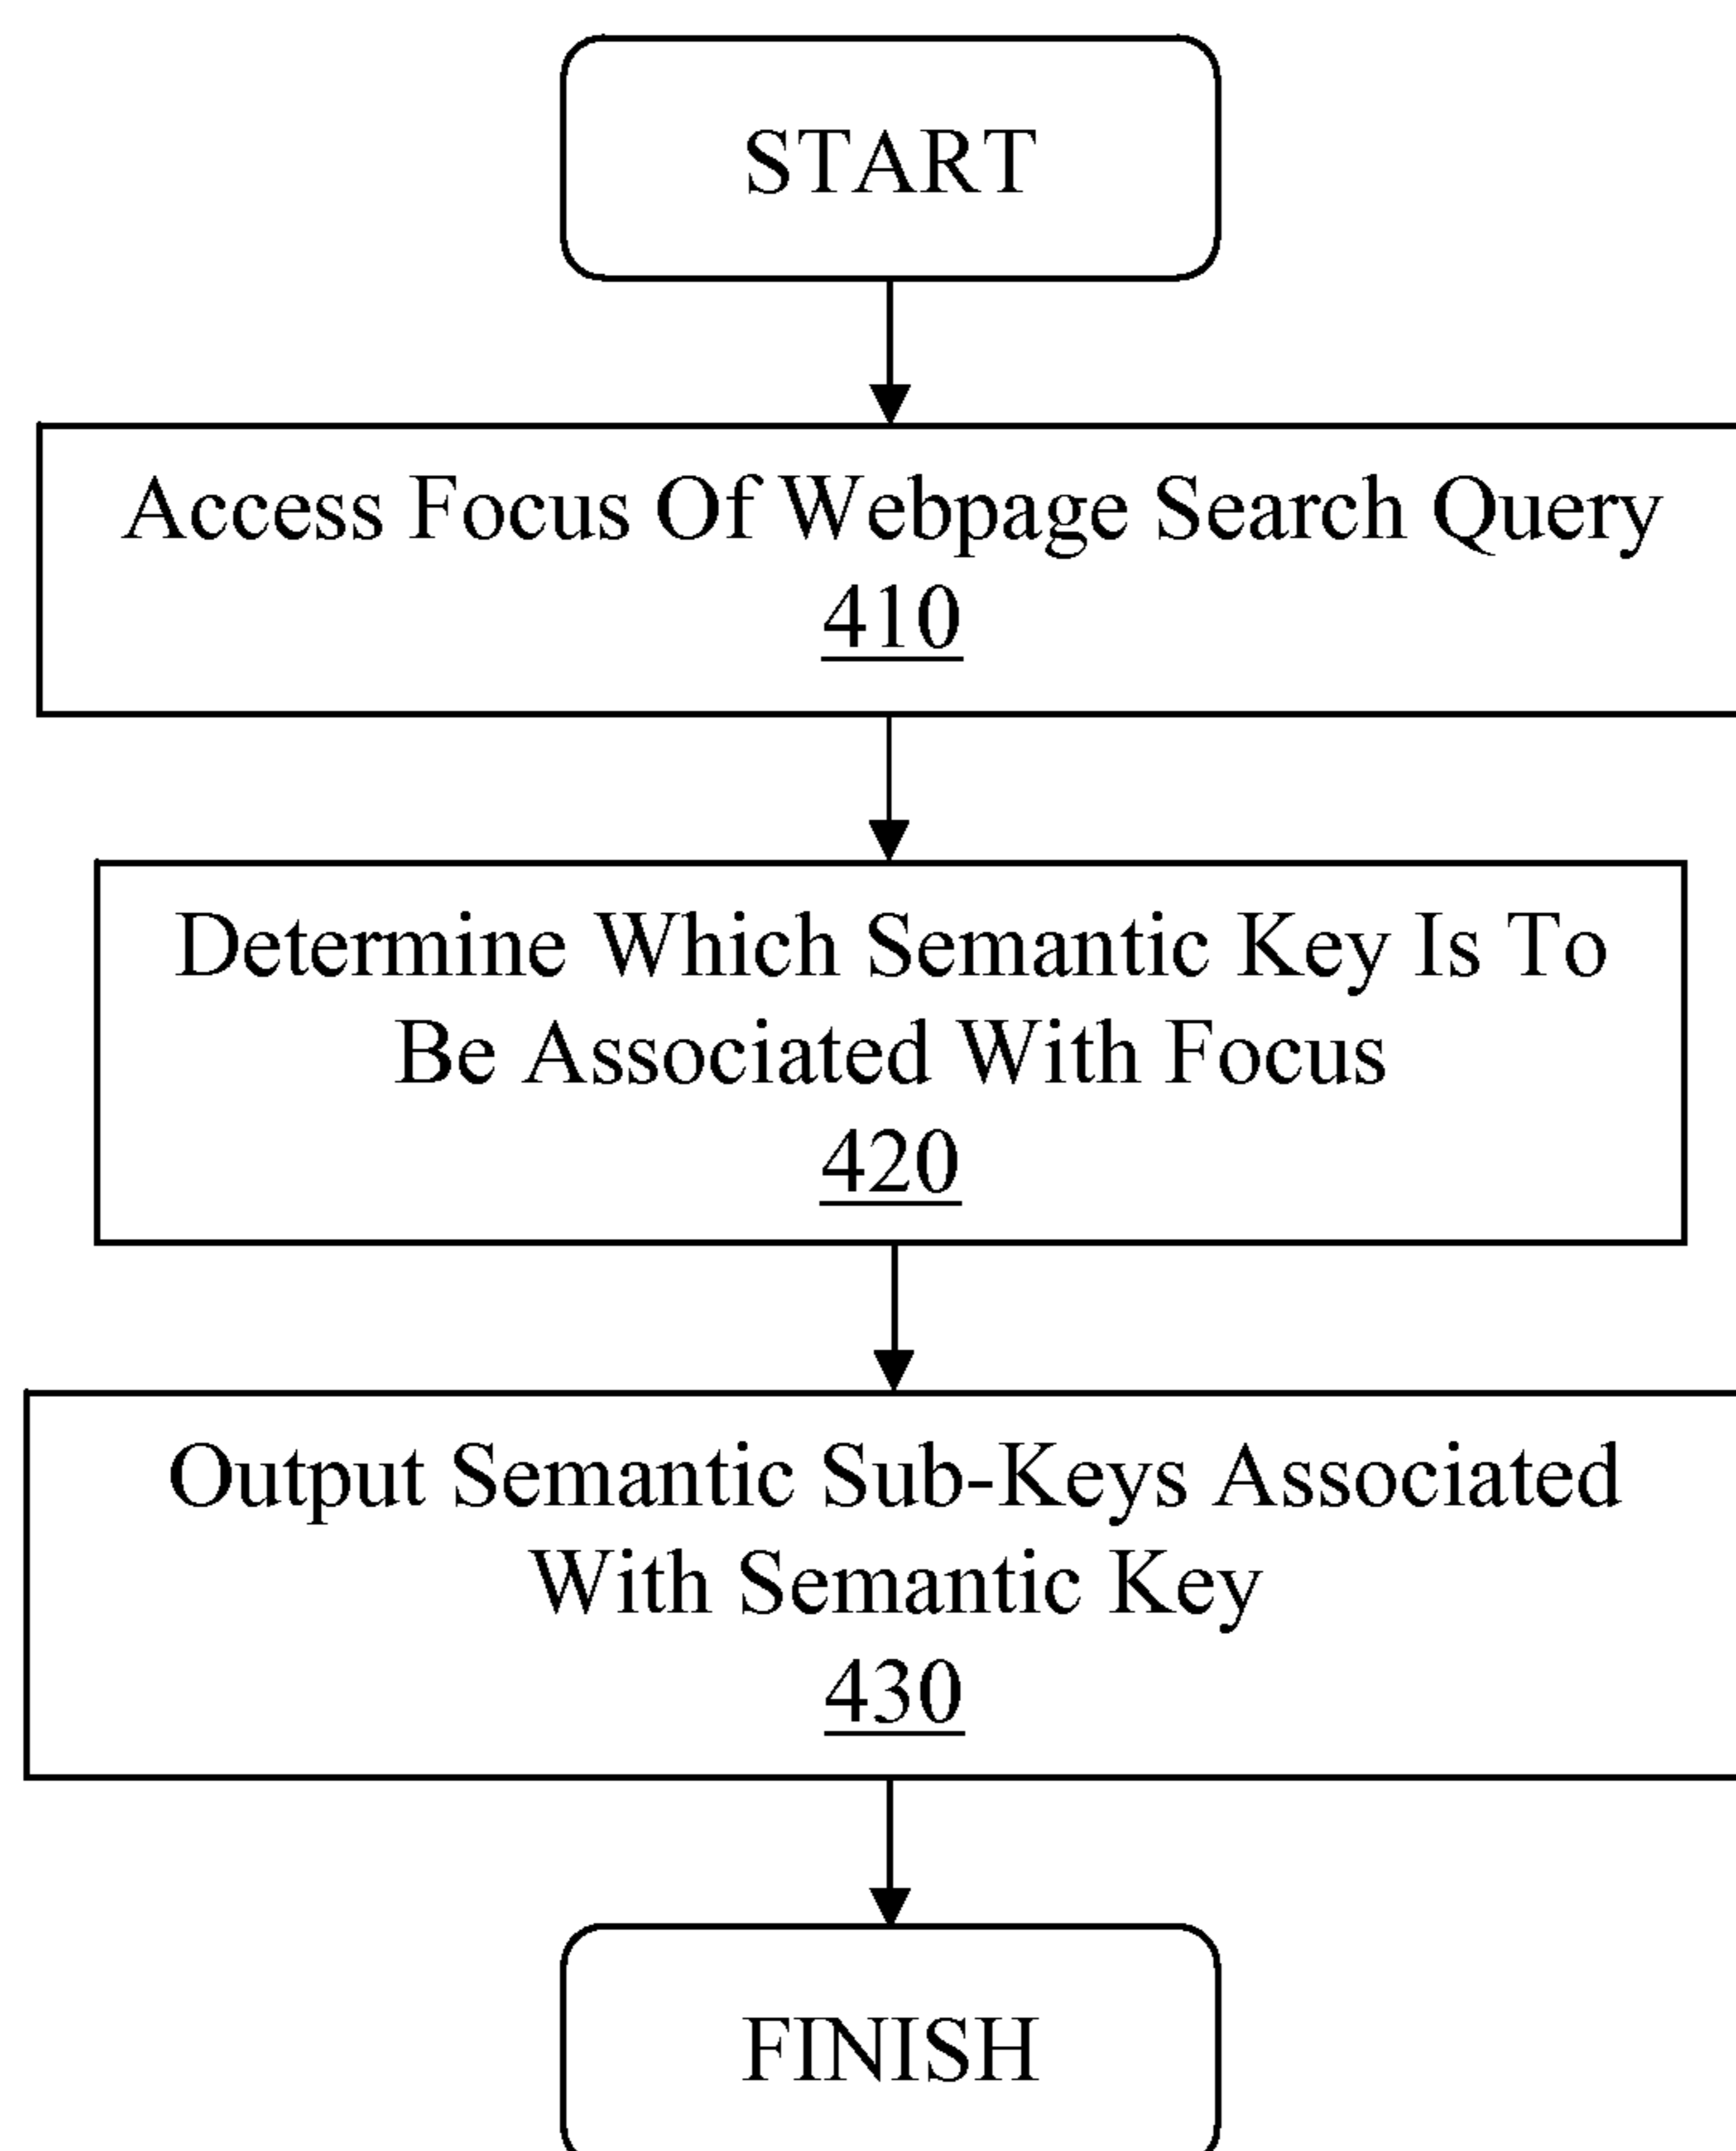 START
Access Focus Of Webpage Search Query
410
Determine Which Semantic Key Is To
Be Associated With Focus
420
Output Semantic Sub-Keys Associated
With Semantic Key
430
FINISH